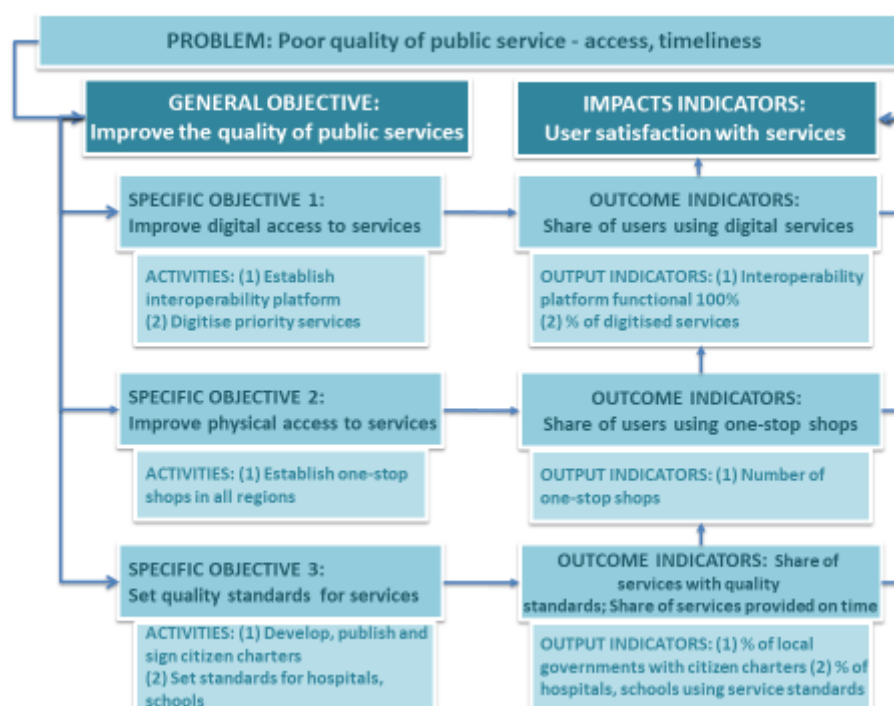 PROBLEM: Poor quality of public service - access, timeliness
GENERAL OBJECTIVE:
Improve the quality of public services
IMPACTS INDICATORS:
User satisfaction with services
SPECIFIC OBJECTIVE 1:
Improve digital access to services
OUTCOME INDICATORS:
Share of users using digital services
ACTIVITIES: (1) Establish
interoperability platform
(2) Digitise priority services
OUTPUT INDICATORS: (1) Interoperability
platform functional 100%
(2) % of digitised services
SPECIFIC OBJECTIVE 2:
Improve physical access to services
OUTCOME INDICATORS:
Share of users using one-stop shops
ACTIVITIES: (1) Establish one-stop
shops in all regions
OUTPUT INDICATORS: (1) Number of
one-stop shops
SPECIFIC OBJECTIVE 3:
Set quality standards for services
OUTCOME INDICATORS: Share of
services with quality
standards; Share of services provided on time
ACTIVITIES: (1) Develop, publish and
sign citizen charters
(2) Set standards for hospitals,
schools
OUTPUT INDICATORS: (1) % of local
governments with citizen charters (2) % of
hospitals, schools using service standards